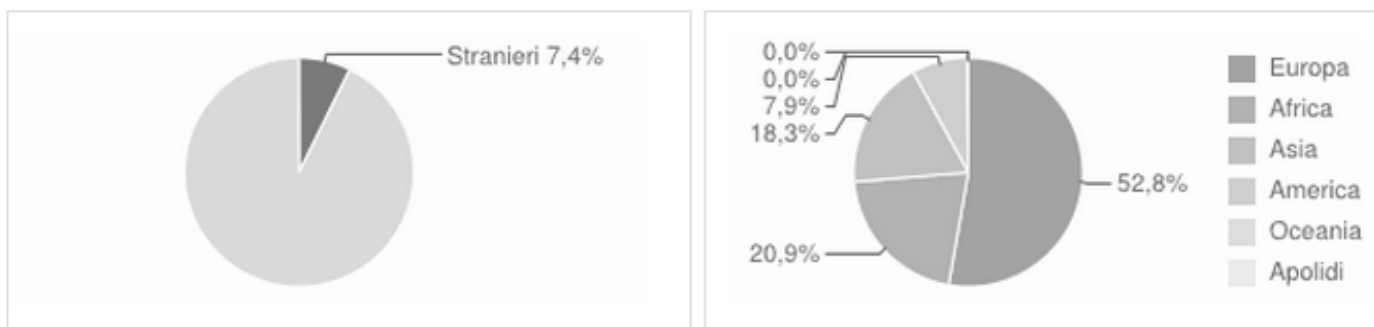 Stranieri 7,4%
0,0%
0,0%
7,9%
18,3%
20,9%
52,8%
Europa
Africa
Asia
America
Oceania
Apolidi